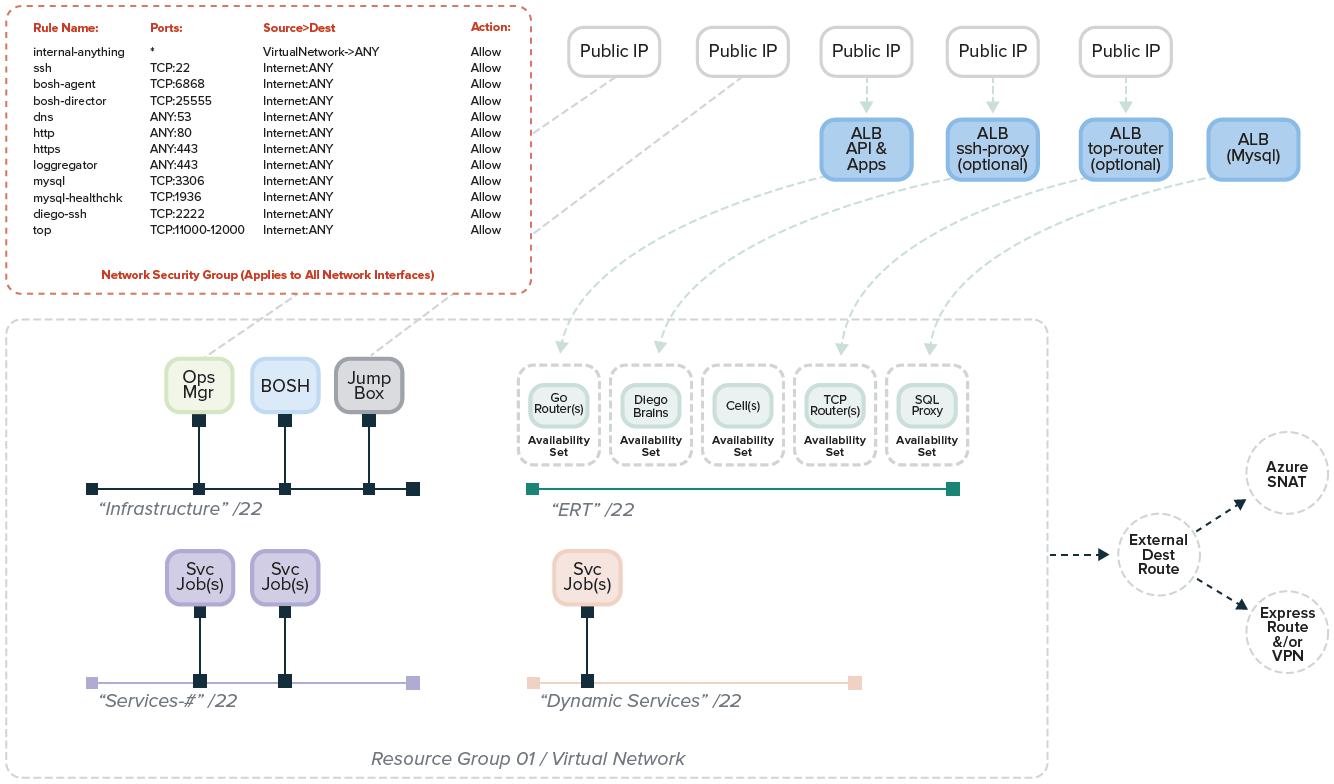 Rule Name: Ports: Source>Dest Action:
internal-anything * VirtualNetwork->ANY Allow
ssh TCP:22 Internet:ANY Allow
bosh-agent TCP:6868 Internet:ANY Allow
bosh-director TCP:25555 Internet:ANY Allow
dns ANY:53 Internet:ANY Allow
http ANY:80 Internet:ANY Allow
https ANY:443 Internet:ANY Allow
loggregator ANY:443 Internet:ANY Allow
mysql TCP:3306 Internet:ANY Allow
mysql-healthchk TCP:1936 Internet:ANY Allow
diego-ssh TCP:2222 Internet:ANY Allow
top TCP:11000-12000 Internet:ANY Allow
Network Security Group (Applies to All Network Interfaces)
Public IP
Public IP
Public IP
Public IP
Public IP
ALB
API &
Apps
ALB
ssh-proxy
(optional)
ALB
top-router
(optional)
ALB
(Mysql)
Ops
Mgr
BOSH
Jump
Box
“Infrastructure” /22
Go
Router(s)
Availability
Set
Diego
Brains
Availability
Set
Cell(s)
Availability
Set
TCP
Router(s)
Availability
Set
SQL
Proxy
Availability
Set
“ERT” /22
Svc
Job(s)
Svc
Job(s)
“Services-#” /22
Svc
Job(s)
“Dynamic Services” /22
Resource Group 01 / Virtual Network
External
Dest
Route
Azure
SNAT
Express
Route
&/or
VPN